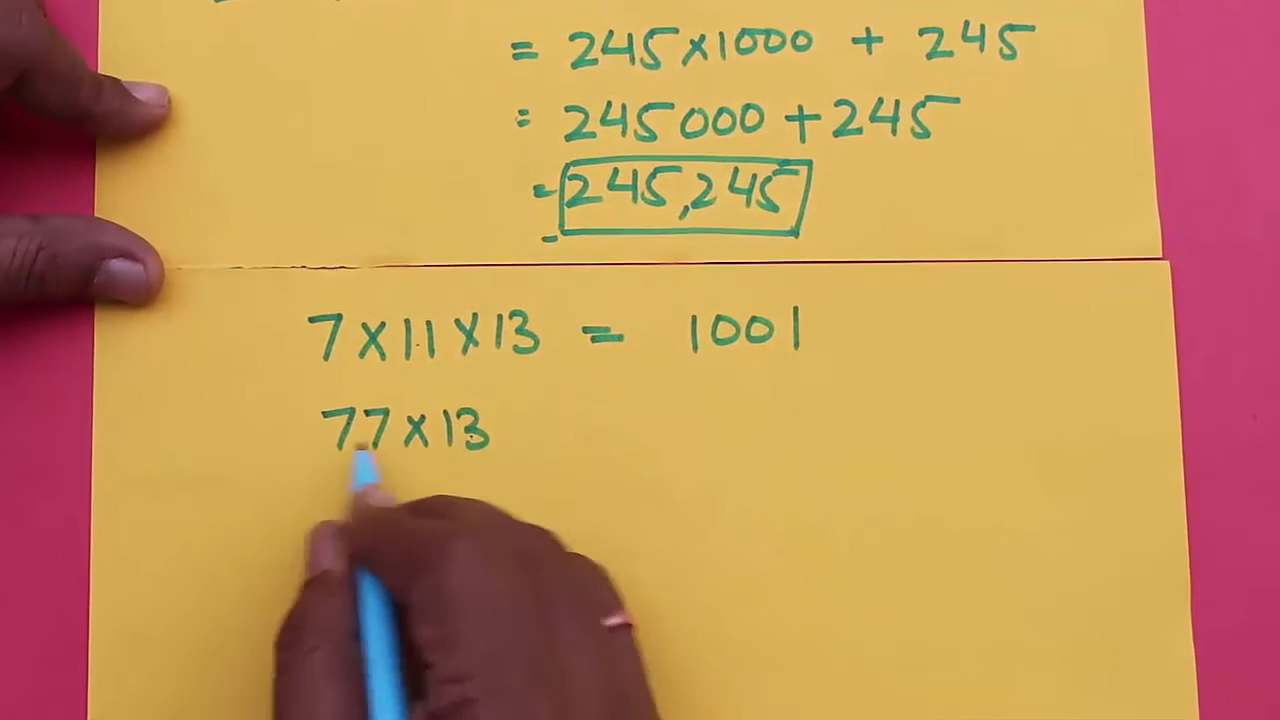 = 245×1000 + 245
= 245000 + 245
= 245,245
7×11×13 = 1001
77×13